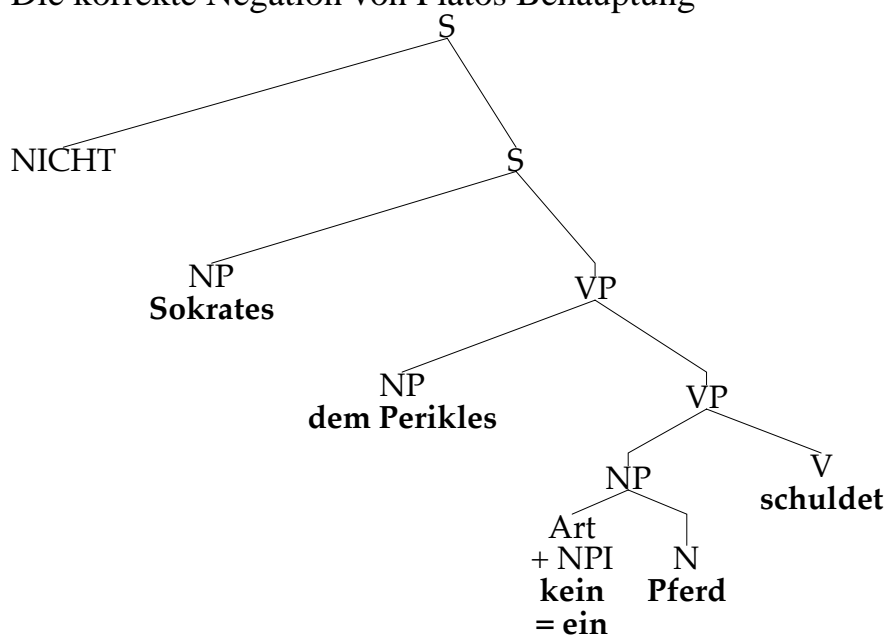 Die korrekte Negation von Platos Behauptung
S
NICHT
S
NP
Sokrates
VP
NP
dem Perikles
VP
NP
V
schuldet
Art
+ NPI
N
kein
Pferd
= ein